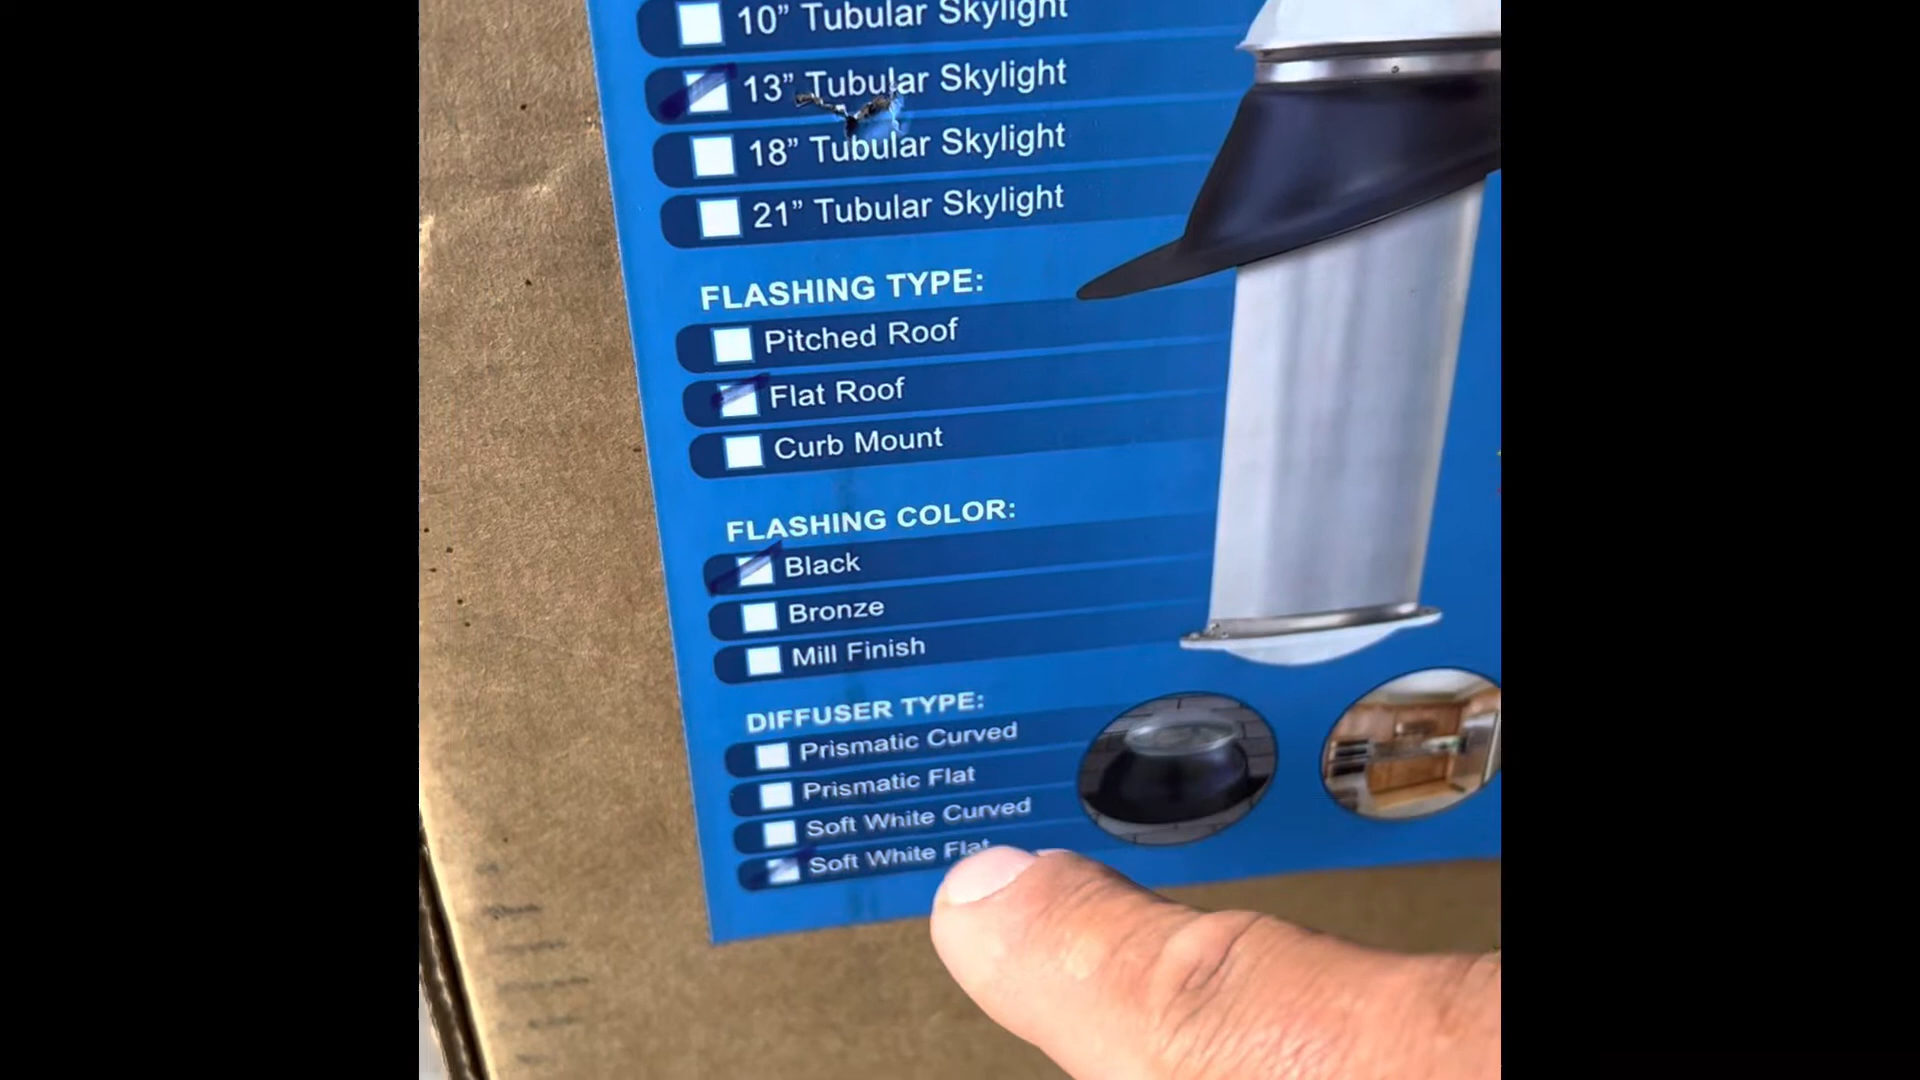 10” Tubular Skylight
13” Tubular Skylight
18” Tubular Skylight
21” Tubular Skylight
FLASHING TYPE:
Pitched Roof
Flat Roof
Curb Mount
FLASHING COLOR:
Black
Bronze
Mill Finish
DIFFUSER TYPE:
Prismatic Curved
Prismatic Flat
Soft White Curved
Soft White Flat